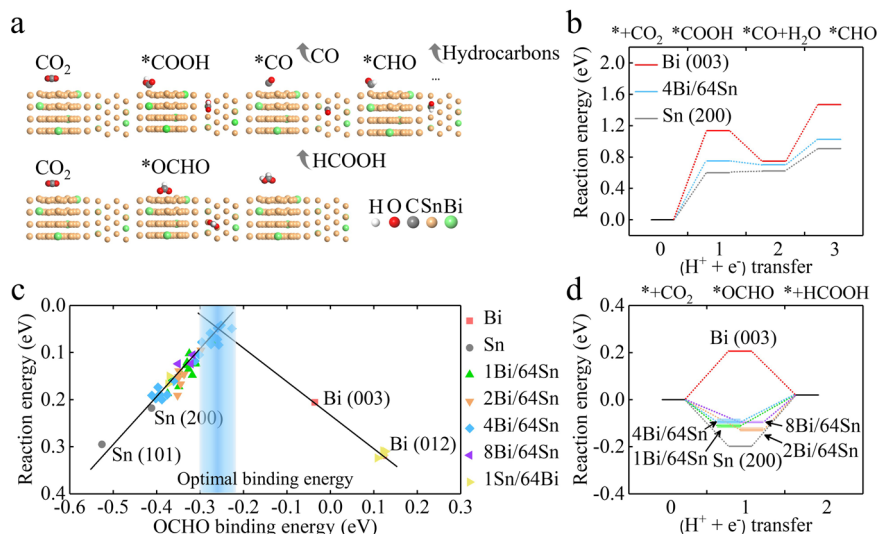 a
CO2
*COOH
*CO
CO
*CHO
Hydrocarbons
...
CO2
*OCHO
HCOOH
H O C Sn Bi
b
*+CO2 *COOH *CO+H2O *CHO
Reaction energy (eV)
2.0
1.6
1.2
0.8
0.4
0.0
Bi (003)
4Bi/64Sn
Sn (200)
0 1 2 3
(H+ + e-) transfer
c
Reaction energy (eV)
0.0
0.1
0.2
0.3
0.4
Sn (200)
Sn (101)
Bi (003)
Bi (012)
Optimal binding energy
-0.6 -0.5 -0.4 -0.3 -0.2 -0.1 0.0 0.1 0.2 0.3
OCHO binding energy (eV)
Bi
Sn
1Bi/64Sn
2Bi/64Sn
4Bi/64Sn
8Bi/64Sn
1Sn/64Bi
d
*+CO2 *OCHO *+HCOOH
Reaction energy (eV)
0.4
0.2
0.0
-0.2
-0.4
Bi (003)
4Bi/64Sn
8Bi/64Sn
1Bi/64Sn
2Bi/64Sn
Sn (200)
0 1 2
(H+ + e-) transfer